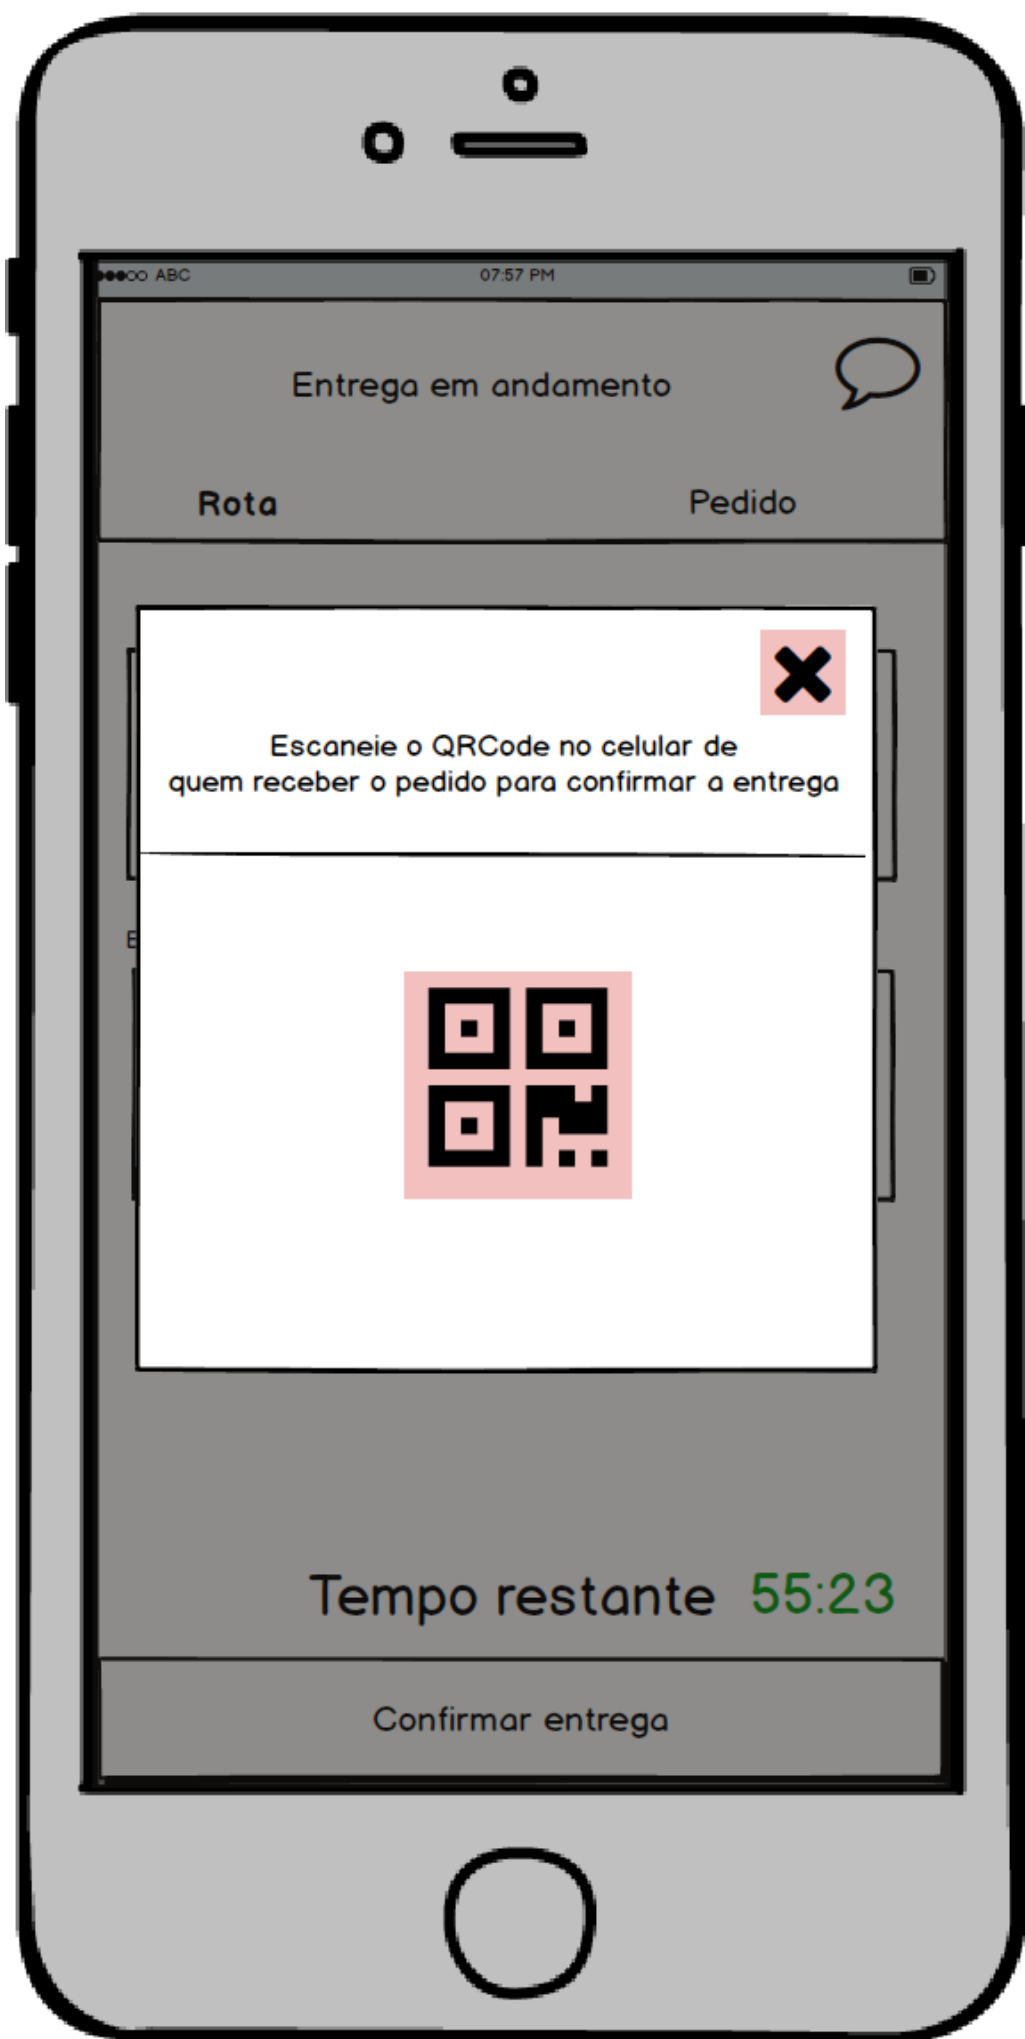 ABC
07:57 PM
Entrega em andamento
Rota
Pedido
Escaneie o QRCode no celular de
quem receber o pedido para confirmar a entrega
E
Tempo restante 55:23
Confirmar entrega